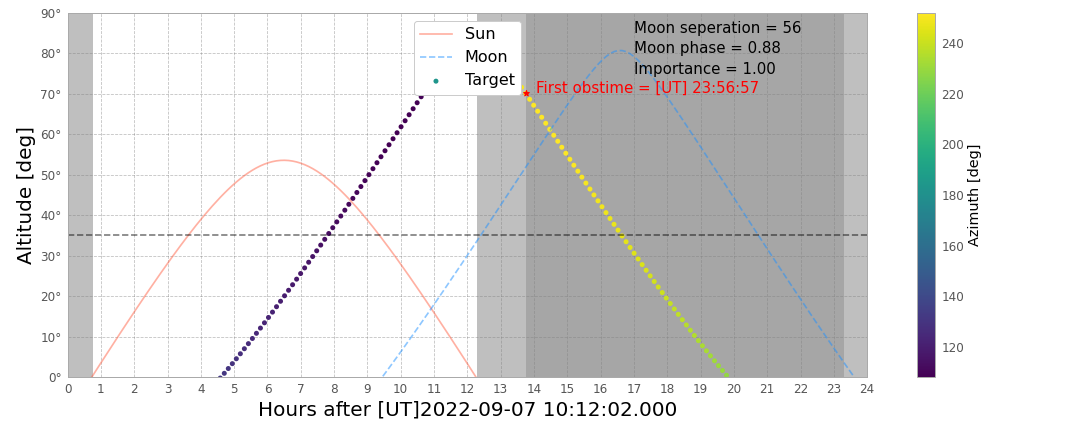 90°
80°
70°
60°
50°
40°
30°
20°
10°
0°
Altitude [deg]
Sun
Moon
Target
Moon seperation = 56
Moon phase = 0.88
Importance = 1.00
First obstime = [UT] 23:56:57
0 1 2 3 4 5 6 7 8 9 10 11 12 13 14 15 16 17 18 19 20 21 22 23 24
Hours after [UT]2022-09-07 10:12:02.000
240
220
200
180
160
140
120
Azimuth [deg]